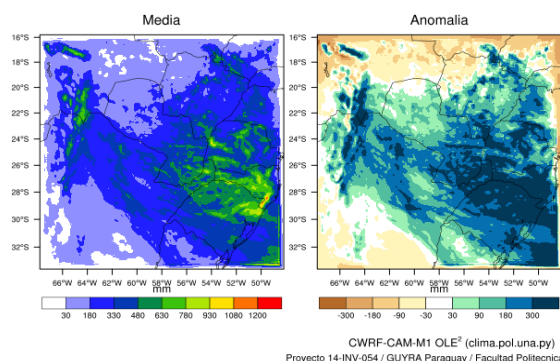 Media
Anomalia
16°S
18°S
20°S
22°S
24°S
26°S
28°S
30°S
32°S
66°W 64°W 62°W 60°W 58°W 56°W 54°W 52°W 50°W
mm
30 180 330 480 630 780 930 1080 1200
16°S
18°S
20°S
22°S
24°S
26°S
28°S
30°S
32°S
66°W 64°W 62°W 60°W 58°W 56°W 54°W 52°W 50°W
mm
-300 -180 -90 -30 30 90 180 300
CWRF-CAM-M1 OLE² (clima.pol.una.py)
Proyecto 14-INV-054 / GUYRA Paraguay / Facultad Politecnica